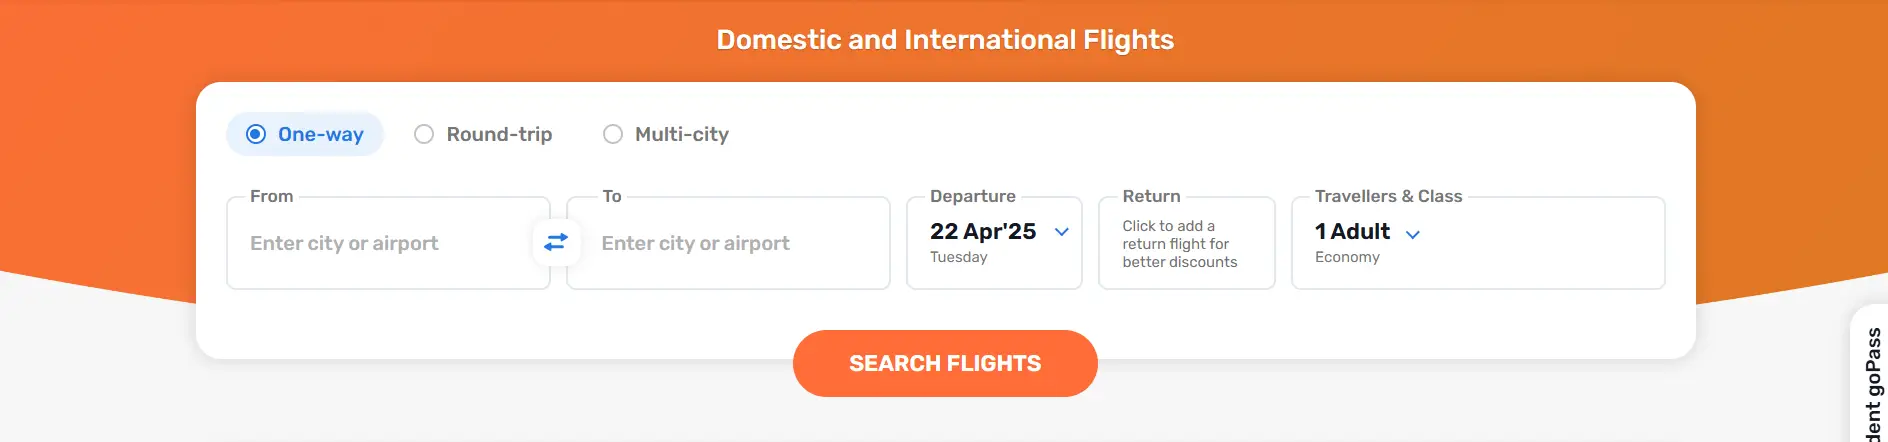 Domestic and International Flights
One-way
Round-trip
Multi-city
From
Enter city or airport
To
Enter city or airport
Departure
22 Apr'25
Tuesday
Return
Click to add a
return flight for
better discounts
Travellers & Class
1 Adult
Economy
SEARCH FLIGHTS
goPass